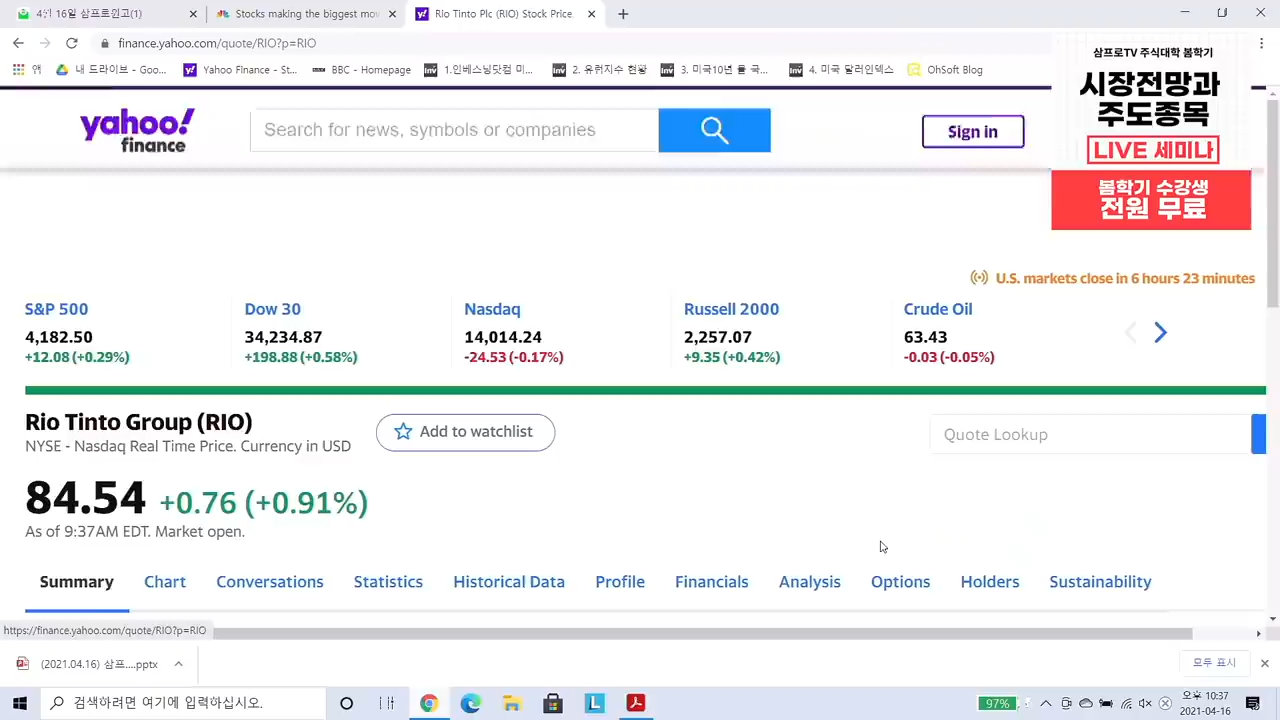 4월 16일 삼프로원고(1)
Stocks making the biggest mov
Rio Tinto Plc (RIO) Stock Price
finance.yahoo.com/quote/RIO?p=RIO
앱
내 드라이브 - Goo...
Yahoo Finance - St...
BBC - Homepage
1.인베스닝닷컴 미...
2. 유뤄지수 현황
3. 미국10년 율 국...
4. 미국 달러인덱스
OhSoft Blog
삼프로TV 주식대학 봄학기
시장전망과
주도종목
LIVE 세미나
봄학기 수강생
전원 무료
yahoo!
finance
Search for news, symbols or companies
Sign in
U.S. markets close in 6 hours 23 minutes
S&P 500
4,182.50
+12.08 (+0.29%)
Dow 30
34,234.87
+198.88 (+0.58%)
Nasdaq
14,014.24
-24.53 (-0.17%)
Russell 2000
2,257.07
+9.35 (+0.42%)
Crude Oil
63.43
-0.03 (-0.05%)
Rio Tinto Group (RIO)
NYSE - Nasdaq Real Time Price. Currency in USD
Add to watchlist
Quote Lookup
84.54 +0.76 (+0.91%)
As of 9:37AM EDT. Market open.
Summary
Chart
Conversations
Statistics
Historical Data
Profile
Financials
Analysis
Options
Holders
Sustainability
https://finance.yahoo.com/quote/RIO?p=RIO
(2021.04.16) 삼프....pptx
모두 표시
검색하려면 여기에 입력하십시오.
97%
오후 10:37
2021-04-16